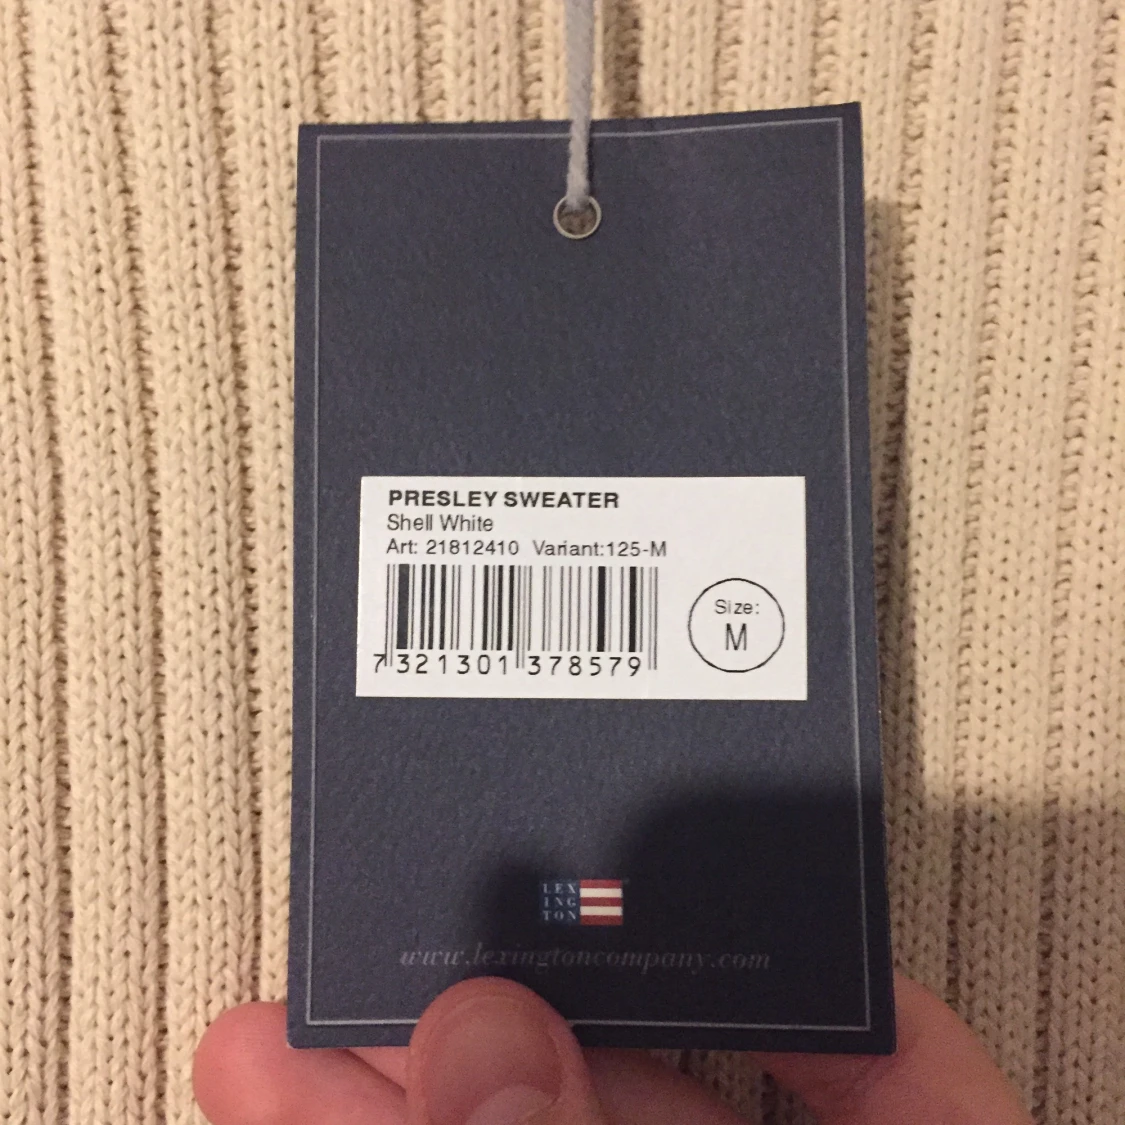 PRESLEY SWEATER
Shell White
Art: 21812410 Variant:125-M
7 321301 378579
Size:
M
LEX
ING
TON
www.lexingtoncompany.com